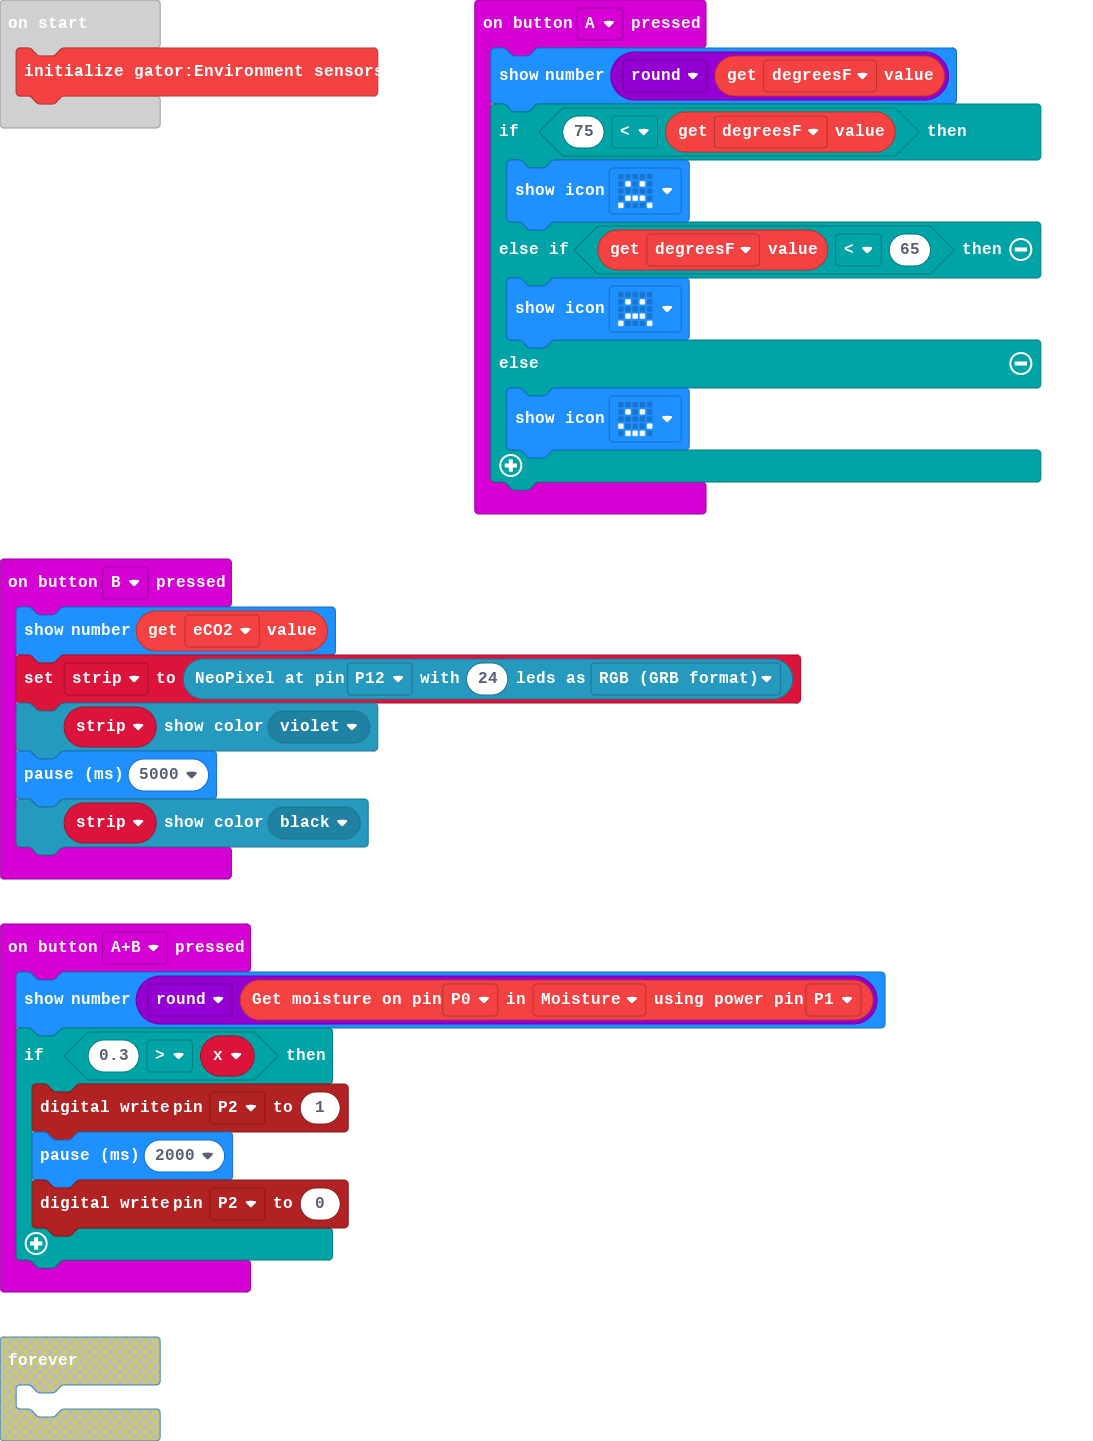 on start
initialize gator:Environment sensors
on button A pressed
show number round get degreesF value
if 75 < get degreesF value then
show icon
else if get degreesF value < 65 then
show icon
else
show icon
on button B pressed
show number get eCO2 value
set strip to NeoPixel at pin P12 with 24 leds as RGB (GRB format)
strip show color violet
pause (ms) 5000
strip show color black
on button A+B pressed
show number round Get moisture on pin P0 in Moisture using power pin P1
if 0.3 > x then
digital write pin P2 to 1
pause (ms) 2000
digital write pin P2 to 0
forever